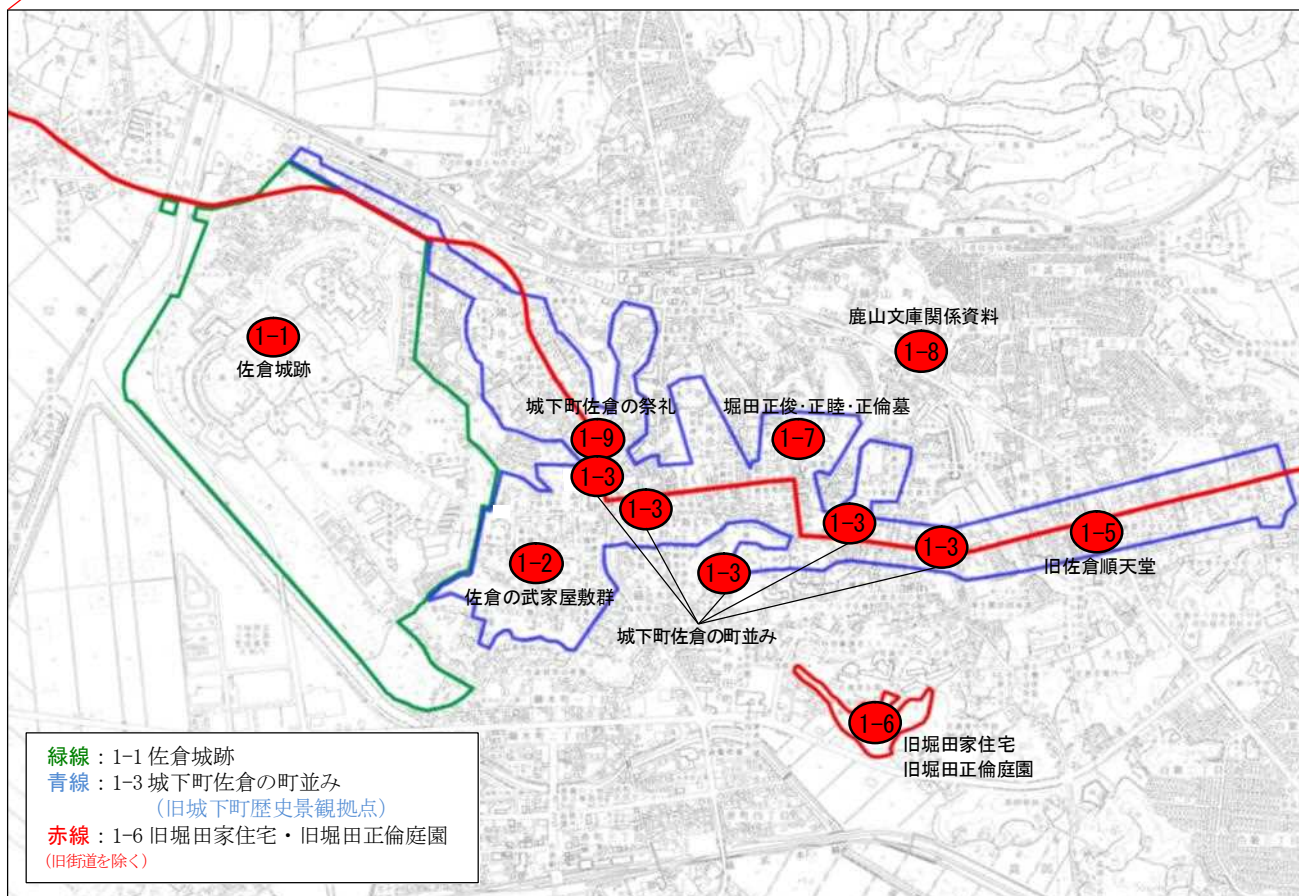 鹿山文庫関係資料
1-8
1-1
佐倉城跡
城下町佐倉の祭礼
堀田正俊・正睦・正倫墓
1-9
1-7
1-3
1-3
1-3
1-5
旧佐倉順天堂
1-3
1-2
佐倉の武家屋敷群
1-3
城下町佐倉の町並み
1-6
旧堀田家住宅
旧堀田正倫庭園
緑線：1-1 佐倉城跡
青線：1-3 城下町佐倉の町並み
（旧城下町歴史景観拠点）
赤線：1-6 旧堀田家住宅・旧堀田正倫庭園
(旧街道を除く)